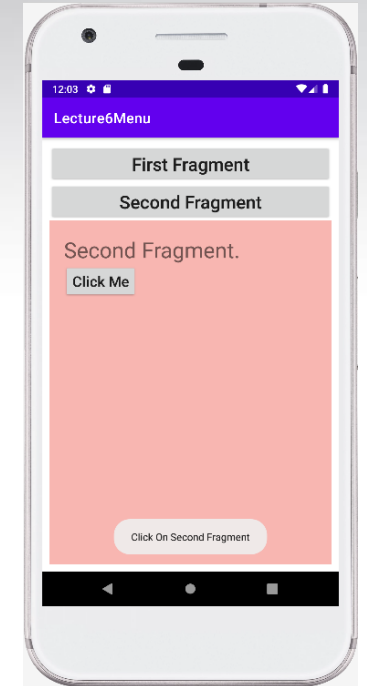 12:03
Lecture6Menu
First Fragment
Second Fragment
Second Fragment.
Click Me
Click On Second Fragment